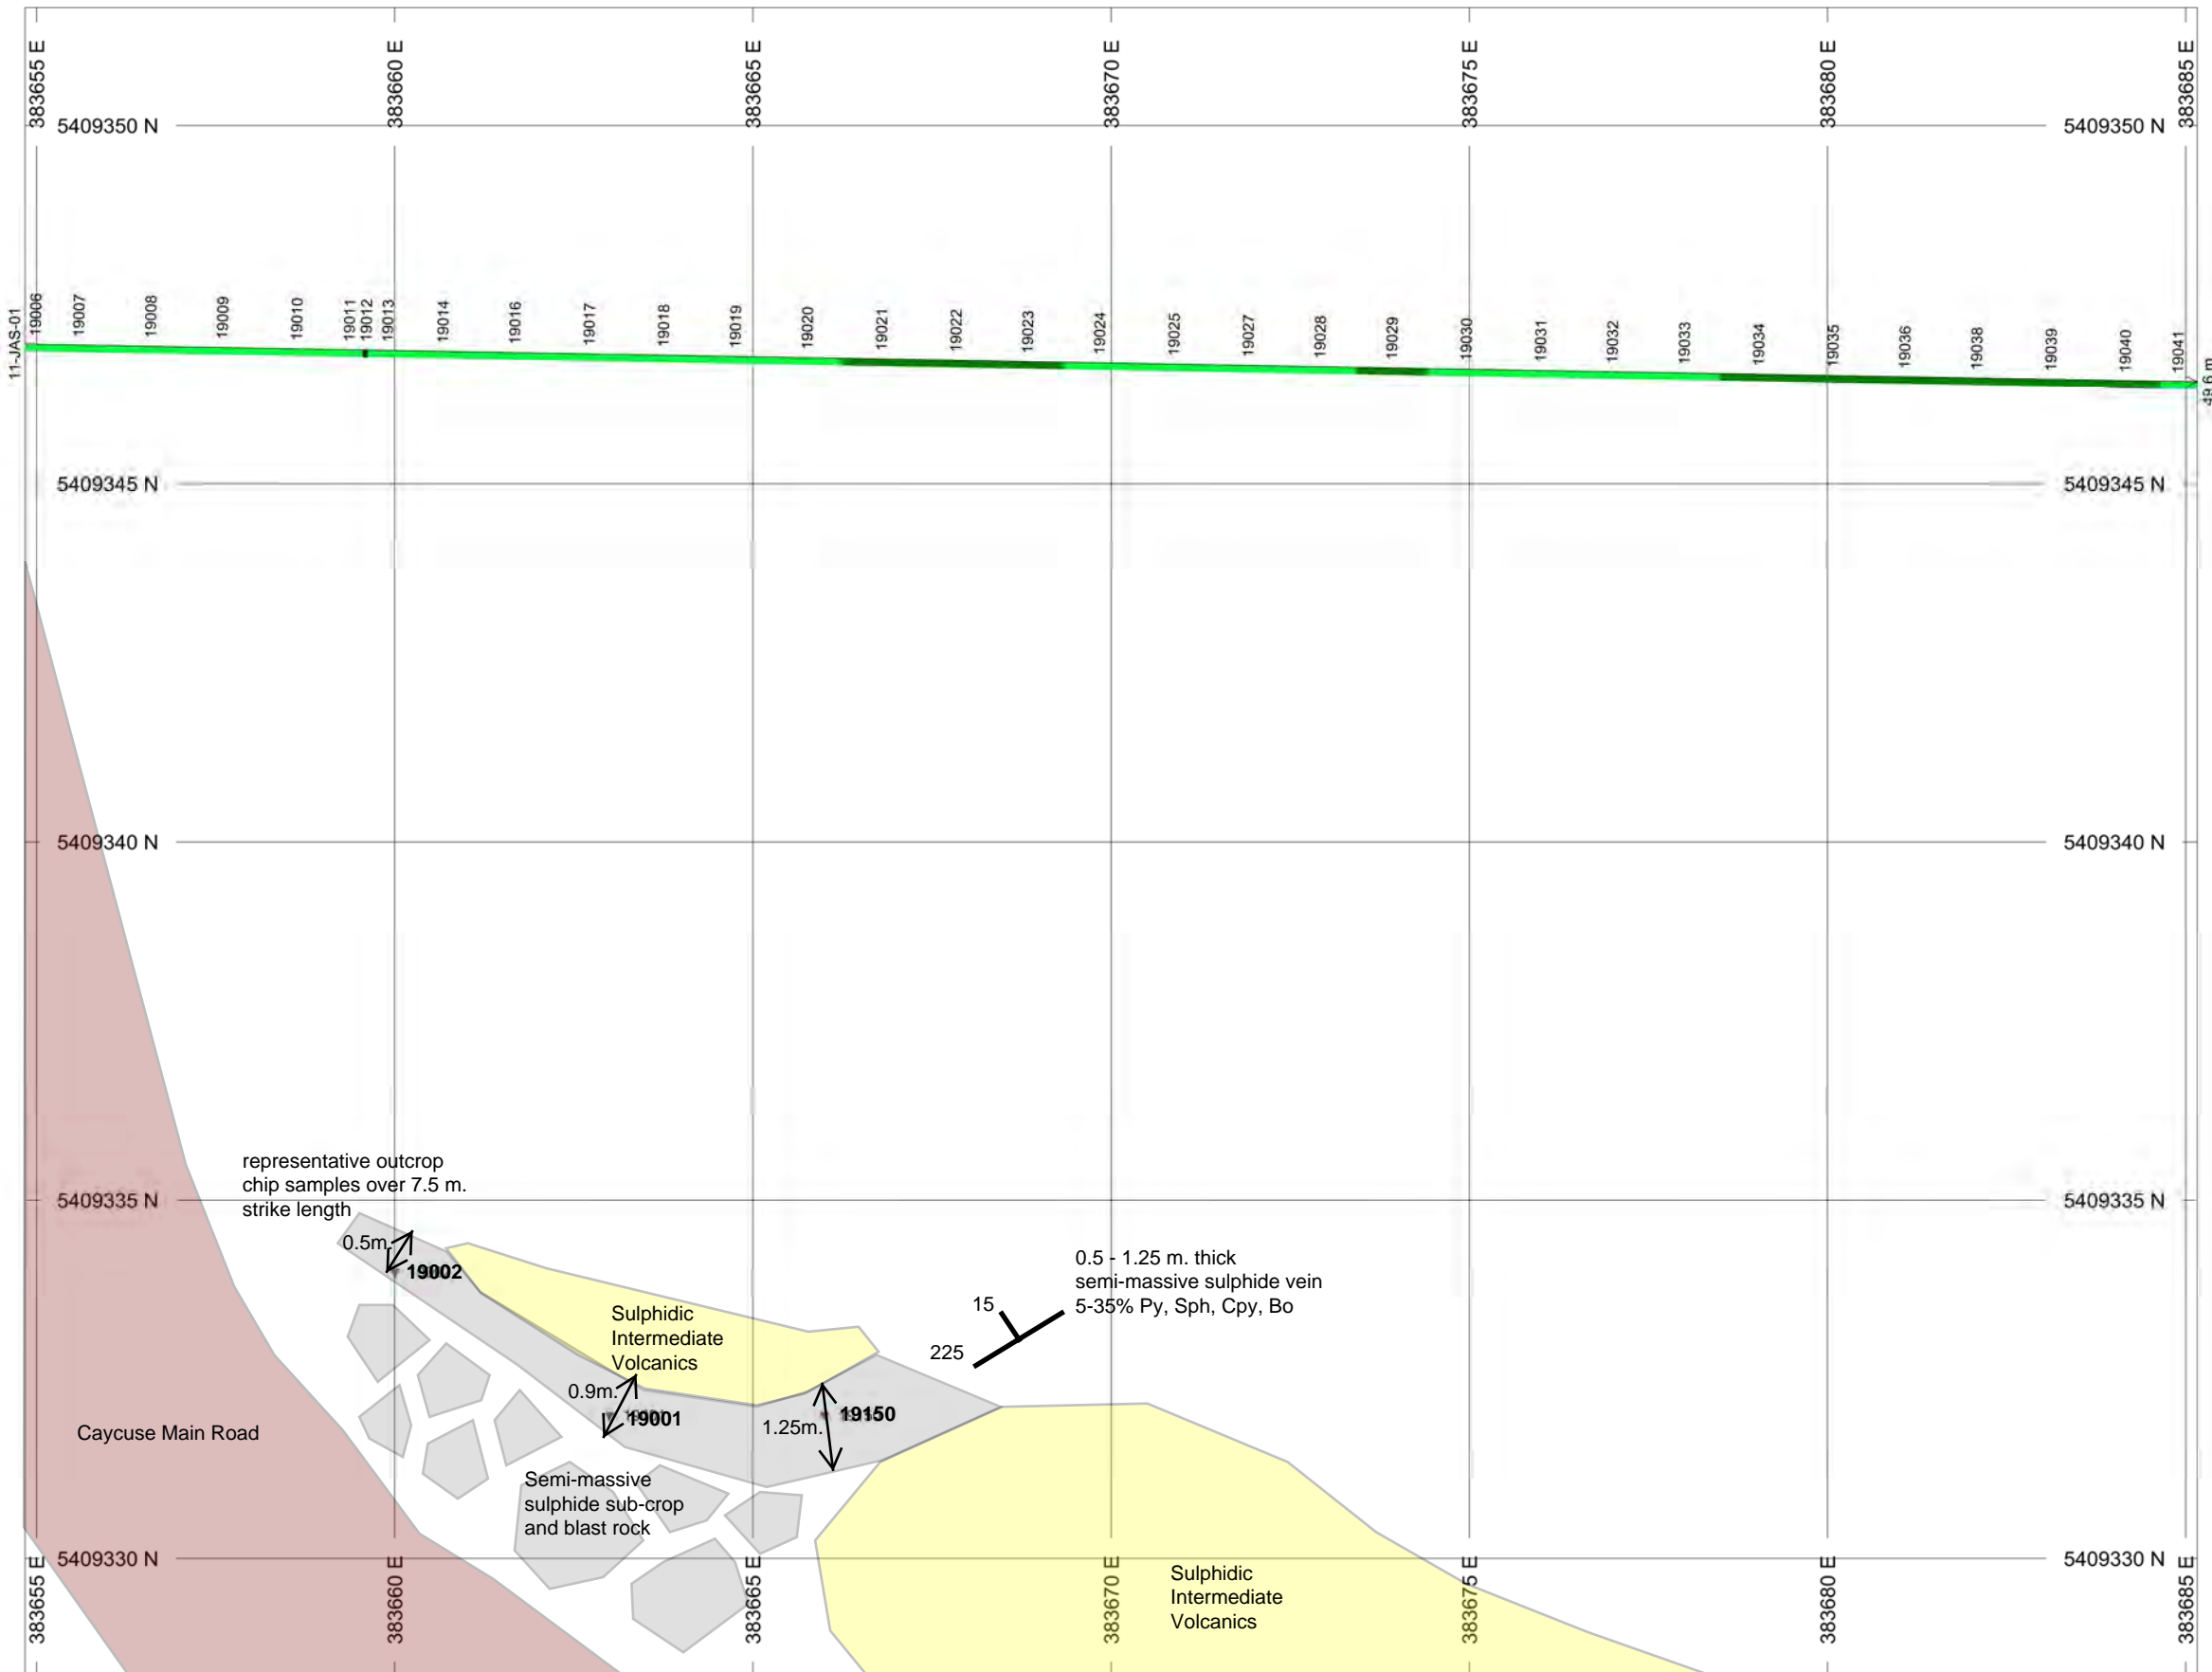 383655 E
383660 E
383665 E
383670 E
383675 E
383680 E
383685 E
5409350 N
5409350 N
11-JAS-01
19006
19007
19008
19009
19010
19011
19012
19013
19014
19016
19017
19018
19019
19020
19021
19022
19023
19024
19025
19027
19028
19029
19030
19031
19032
19033
19034
19035
19036
19038
19039
19040
19041
49.6 m
5409345 N
5409345 N
5409340 N
5409340 N
representative outcrop
chip samples over 7.5 m.
strike length
5409335 N
5409335 N
0.5m.
19002
0.5 - 1.25 m. thick
semi-massive sulphide vein
5-35% Py, Sph, Cpy, Bo
15
225
Sulphidic
Intermediate
Volcanics
0.9m.
19001
1.25m.
19150
Caycuse Main Road
Semi-massive
sulphide sub-crop
and blast rock
5409330 N
5409330 N
Sulphidic
Intermediate
Volcanics
383655 E
383660 E
383665 E
383670 E
383675 E
383680 E
383685 E